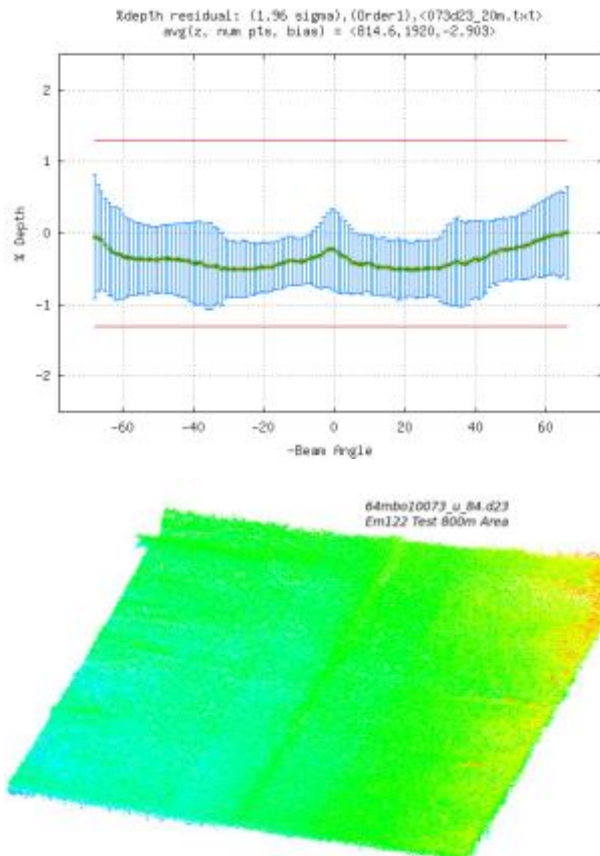 %depth residual: (1.96 sigma),(Order1),<073d23_20m.txt>
avg(z, num pts, bias) = <814.6,1920,-2.903>
2
1
0
-1
-2
% Depth
-60
-40
-20
0
20
40
60
-Beam Angle
64mbo10073_u_84.d23
Em122 Test 800m Area